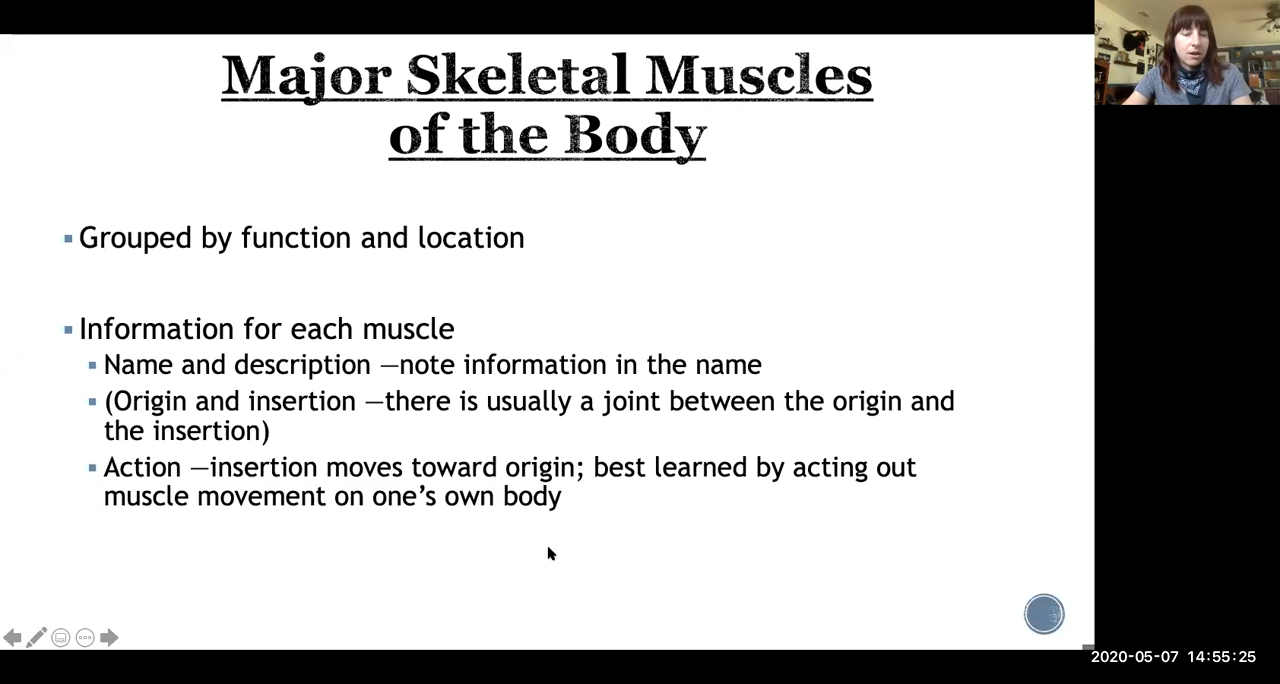 Major Skeletal Muscles
of the Body
Grouped by function and location
Information for each muscle
Name and description —note information in the name
(Origin and insertion —there is usually a joint between the origin and
the insertion)
Action —insertion moves toward origin; best learned by acting out
muscle movement on one’s own body
2020-05-07 14:55:25